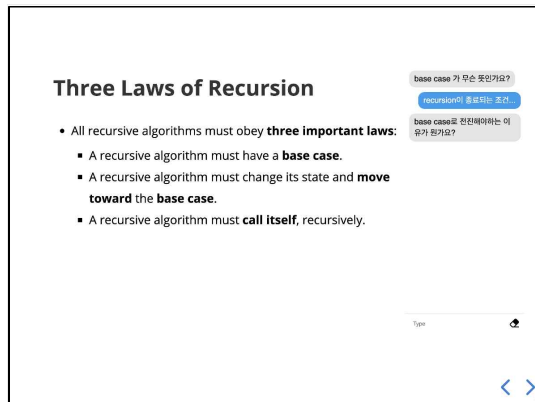 Three Laws of Recursion
All recursive algorithms must obey three important laws:
A recursive algorithm must have a base case.
A recursive algorithm must change its state and move
toward the base case.
A recursive algorithm must call itself, recursively.
base case 가 무슨 뜻인가요?
recursion이 종료되는 조건...
base case로 전진해야하는 이
유가 뭔가요?
Type